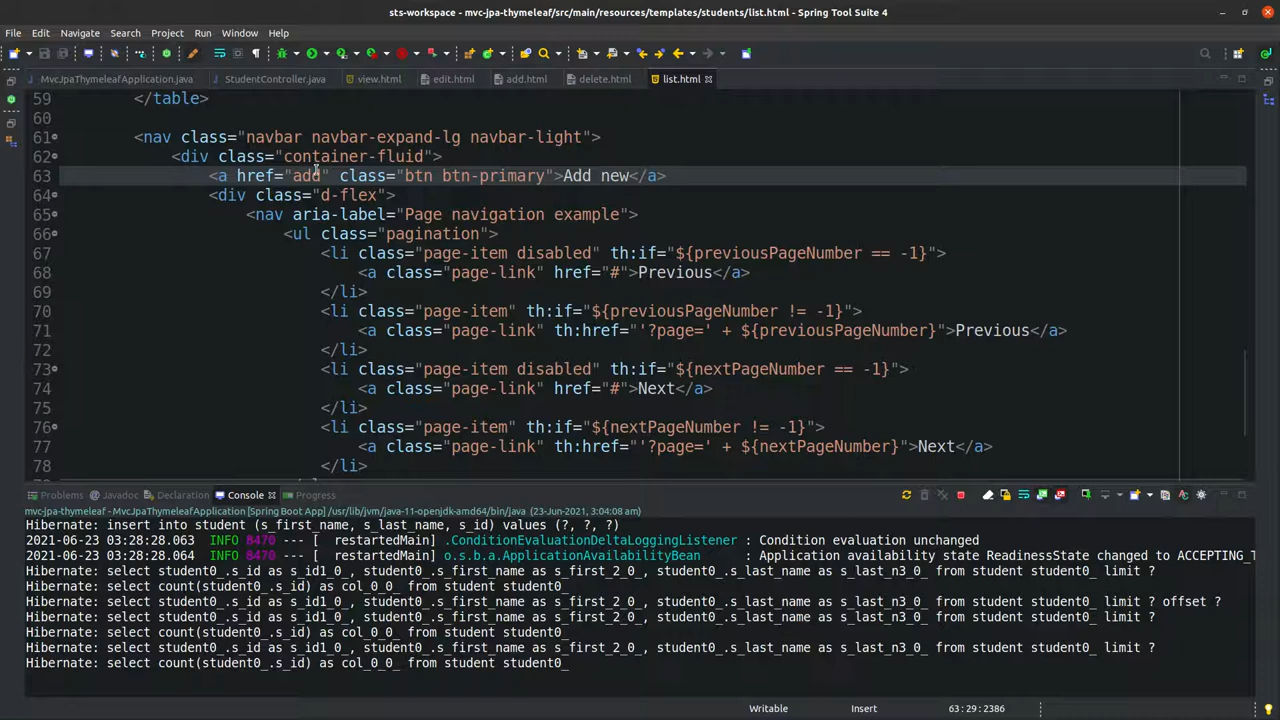 sts-workspace - mvc-jpa-thymeleaf/src/main/resources/templates/students/list.html - Spring Tool Suite 4
File Edit Navigate Search Project Run Window Help
MvcJpaThymeleafApplication.java StudentController.java view.html edit.html add.html delete.html list.html
59 </table>
60
61 <nav class="navbar navbar-expand-lg navbar-light">
62 <div class="container-fluid">
63 <a href="add" class="btn btn-primary">Add new</a>
64 <div class="d-flex">
65 <nav aria-label="Page navigation example">
66 <ul class="pagination">
67 <li class="page-item disabled" th:if="${previousPageNumber == -1}">
68 <a class="page-link" href="#">Previous</a>
69 </li>
70 <li class="page-item" th:if="${previousPageNumber != -1}">
71 <a class="page-link" th:href="'?page=' + ${previousPageNumber}">Previous</a>
72 </li>
73 <li class="page-item disabled" th:if="${nextPageNumber == -1}">
74 <a class="page-link" href="#">Next</a>
75 </li>
76 <li class="page-item" th:if="${nextPageNumber != -1}">
77 <a class="page-link" th:href="'?page=' + ${nextPageNumber}">Next</a>
78 </li>
Problems Javadoc Declaration Console Progress
mvc-jpa-thymeleaf - MvcJpaThymeleafApplication [Spring Boot App] /usr/lib/jvm/java-11-openjdk-amd64/bin/java (23-Jun-2021, 3:04:08 am)
Hibernate: insert into student (s_first_name, s_last_name, s_id) values (?, ?, ?)
2021-06-23 03:28:28.063 INFO 8470 --- [ restartedMain] .ConditionEvaluationDeltaLoggingListener : Condition evaluation unchanged
2021-06-23 03:28:28.064 INFO 8470 --- [ restartedMain] o.s.b.a.ApplicationAvailabilityBean : Application availability state ReadinessState changed to ACCEPTING_T
Hibernate: select student0_.s_id as s_id1_0_, student0_.s_first_name as s_first_2_0_, student0_.s_last_name as s_last_n3_0_ from student student0_ limit ?
Hibernate: select count(student0_.s_id) as col_0_0_ from student student0_
Hibernate: select student0_.s_id as s_id1_0_, student0_.s_first_name as s_first_2_0_, student0_.s_last_name as s_last_n3_0_ from student student0_ limit ? offset ?
Hibernate: select student0_.s_id as s_id1_0_, student0_.s_first_name as s_first_2_0_, student0_.s_last_name as s_last_n3_0_ from student student0_ limit ? offset ?
Hibernate: select count(student0_.s_id) as col_0_0_ from student student0_
Hibernate: select student0_.s_id as s_id1_0_, student0_.s_first_name as s_first_2_0_, student0_.s_last_name as s_last_n3_0_ from student student0_ limit ?
Hibernate: select count(student0_.s_id) as col_0_0_ from student student0_
Writable Insert 63:29:2386